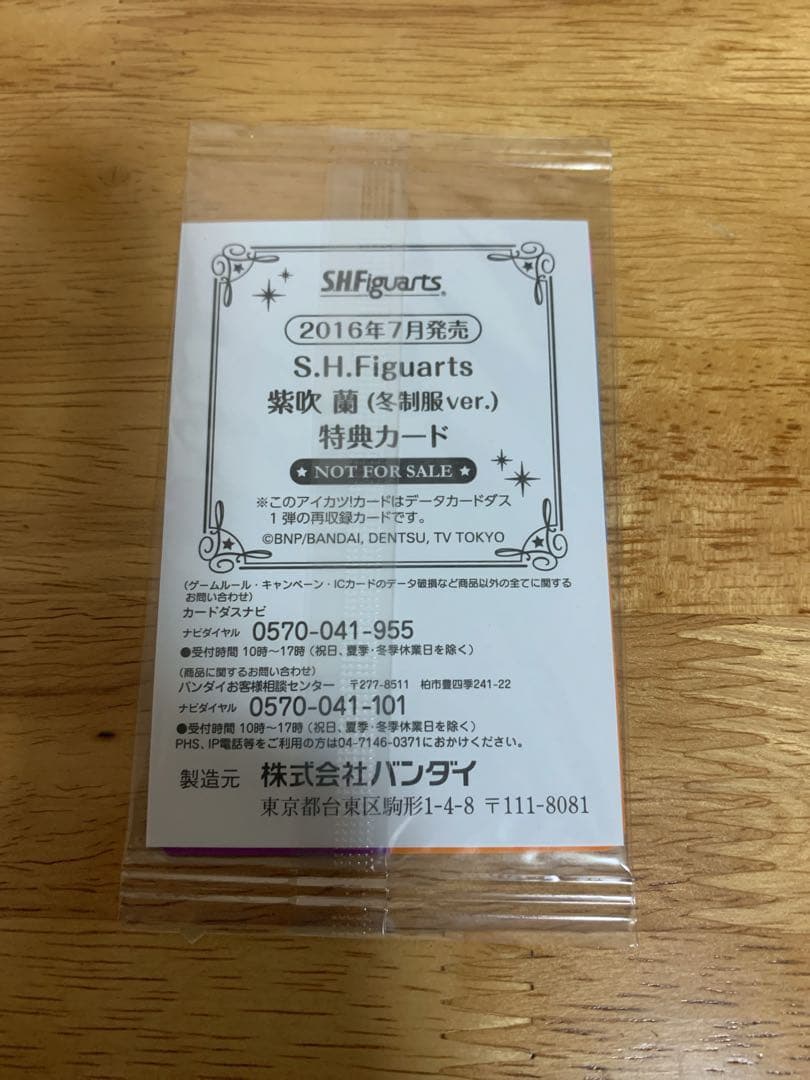 S.H.Figuarts
2016年7月発売
S.H.Figuarts
紫吹 蘭 (冬制服ver.)
特典カード
★ NOT FOR SALE ★
※このアイカツ!カードはデータカードダス
1 弾の再収録カードです。
©BNP/BANDAI, DENTSU, TV TOKYO
(ゲームルール・キャンペーン・ICカードのデータ破損など商品以外の全てに関する
お問い合わせ)
カードダスナビ
ナビダイヤル 0570-041-955
●受付時間 10時~17時 (祝日、夏季・冬季休業日を除く)
(商品に関するお問い合わせ)
バンダイお客様相談センター 〒277-8511 柏市豊四季241-22
ナビダイヤル 0570-041-101
●受付時間 10時~17時 (祝日、夏季・冬季休業日を除く)
PHS、IP電話等をご利用の方は04-7146-0371におかけください。
製造元 株式会社バンダイ
東京都台東区駒形1-4-8 〒111-8081